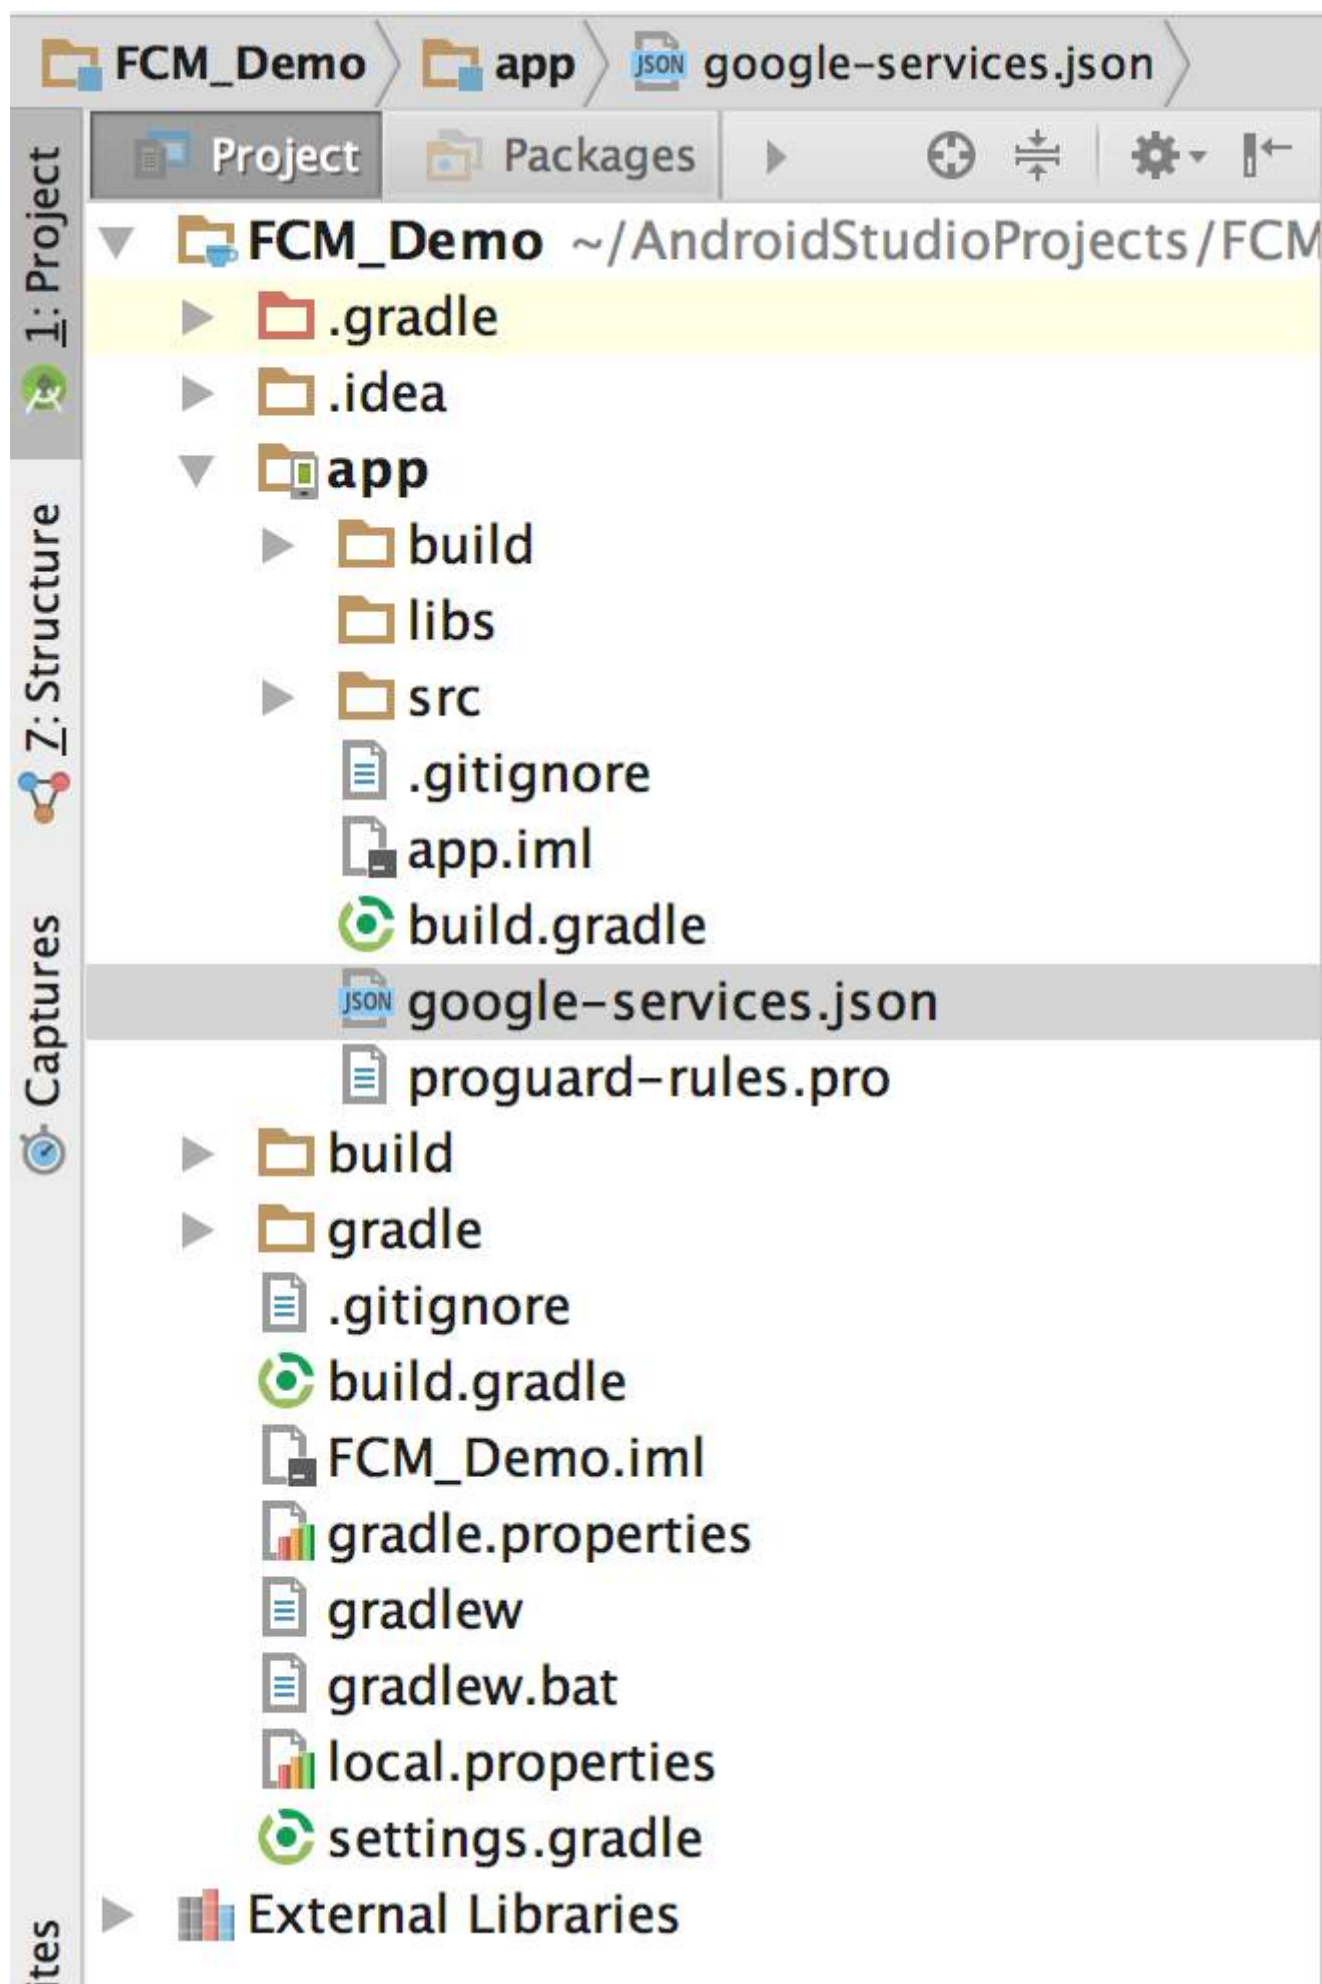 FCM_Demo app JSON google-services.json
Project Packages
1: Project
Z: Structure
Captures
FCM_Demo ~/AndroidStudioProjects/FCM
.gradle
.idea
app
build
libs
src
.gitignore
app.iml
build.gradle
JSON google-services.json
proguard-rules.pro
build
gradle
.gitignore
build.gradle
FCM_Demo.iml
gradle.properties
gradlew
gradlew.bat
local.properties
settings.gradle
External Libraries